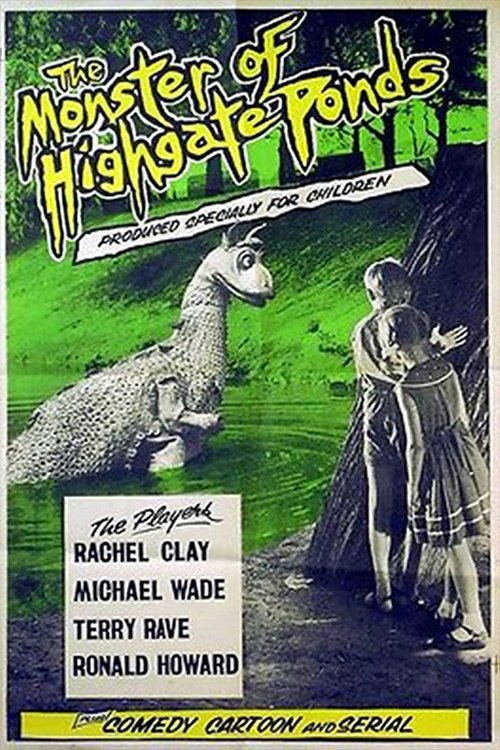 The
Monster of
Highgate Ponds
PRODUCED SPECIALLY FOR CHILDREN
The Players
RACHEL CLAY
MICHAEL WADE
TERRY RAVE
RONALD HOWARD
PLUS! COMEDY CARTOON AND SERIAL